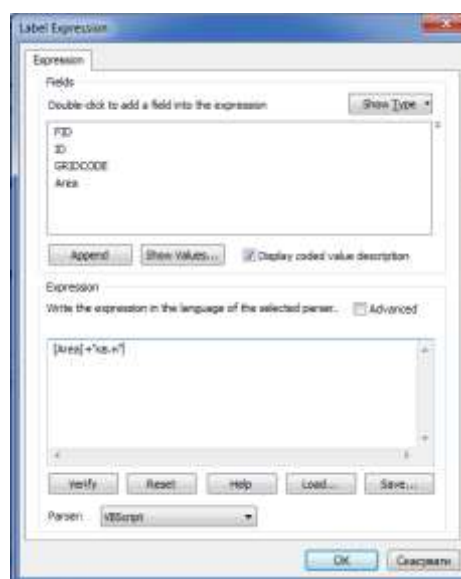 Label Expression
Expression
Fields
Double-click to add a field into the expression
Show Type
FID
ID
GRIDCODE
Area
Append
Show Values...
Display coded value description
Expression
Write the expression in the language of the selected parser.
Advanced
[Area]+"кв.м"
Verify
Reset
Help
Load...
Save...
Parser:
VBScript
OK
Скасувати